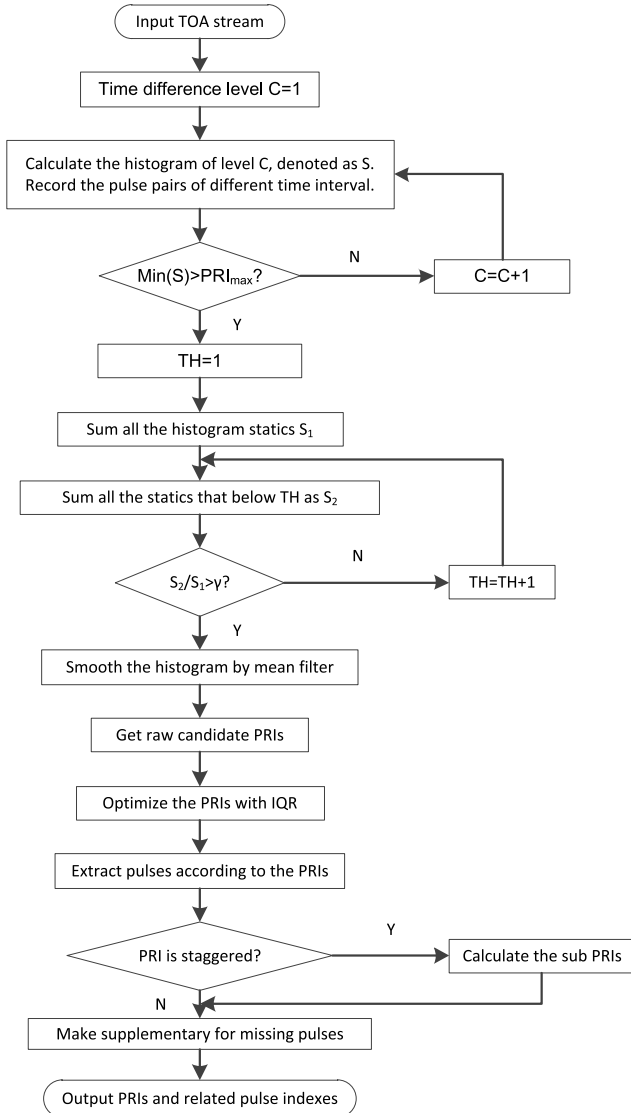 Input TOA stream
Time difference level C=1
Calculate the histogram of level C, denoted as S.
Record the pulse pairs of different time interval.
Min(S)>PRImax?
N
C=C+1
Y
TH=1
Sum all the histogram statics S1
Sum all the statics that below TH as S2
S2/S1>γ?
N
TH=TH+1
Y
Smooth the histogram by mean filter
Get raw candidate PRIs
Optimize the PRIs with IQR
Extract pulses according to the PRIs
PRI is staggered?
Y
Calculate the sub PRIs
N
Make supplementary for missing pulses
Output PRIs and related pulse indexes